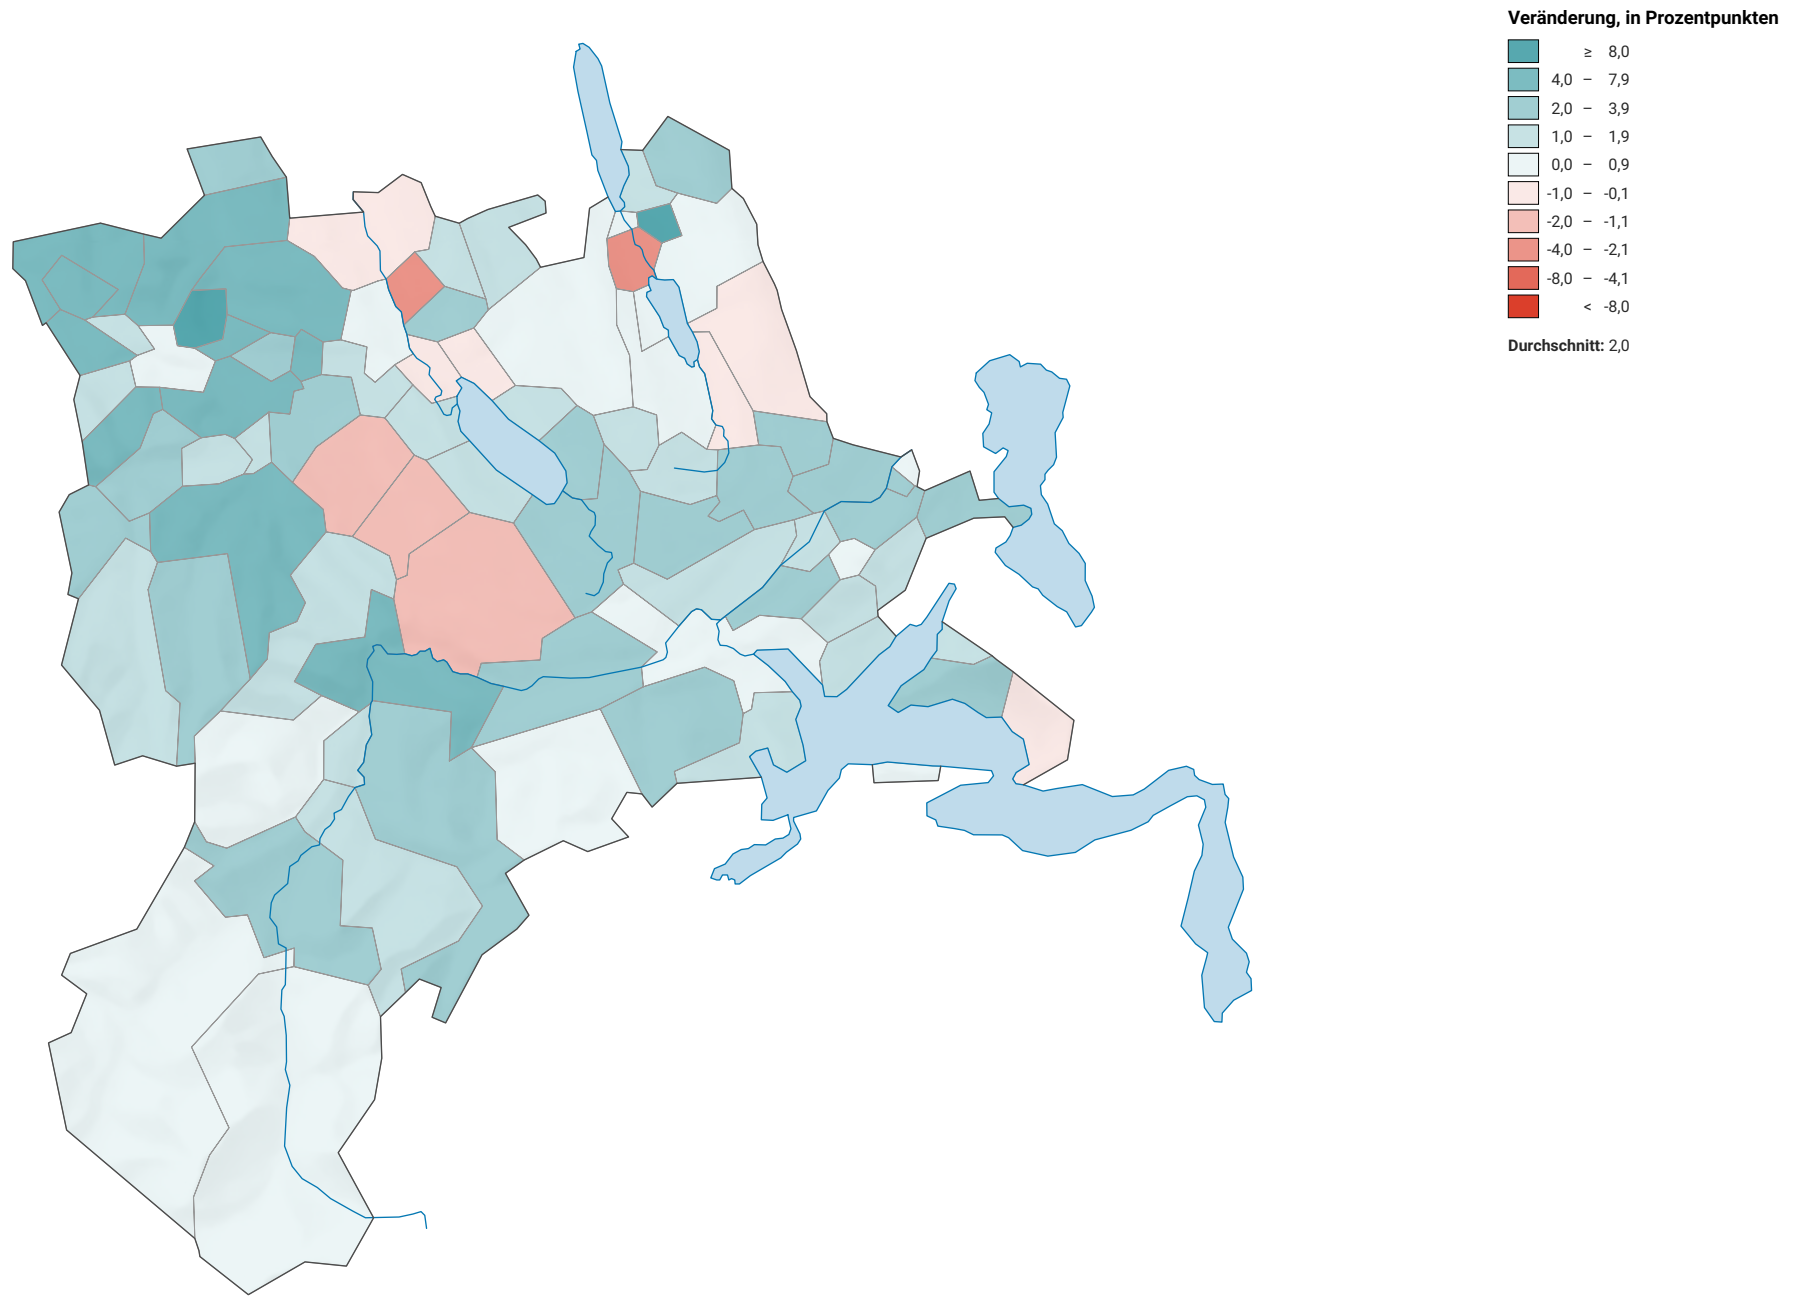 Veränderung, in Prozentpunkten
≥ 8,0
4,0 – 7,9
2,0 – 3,9
1,0 – 1,9
0,0 – 0,9
-1,0 – -0,1
-2,0 – -1,1
-4,0 – -2,1
-8,0 – -4,1
< -8,0
Durchschnitt: 2,0